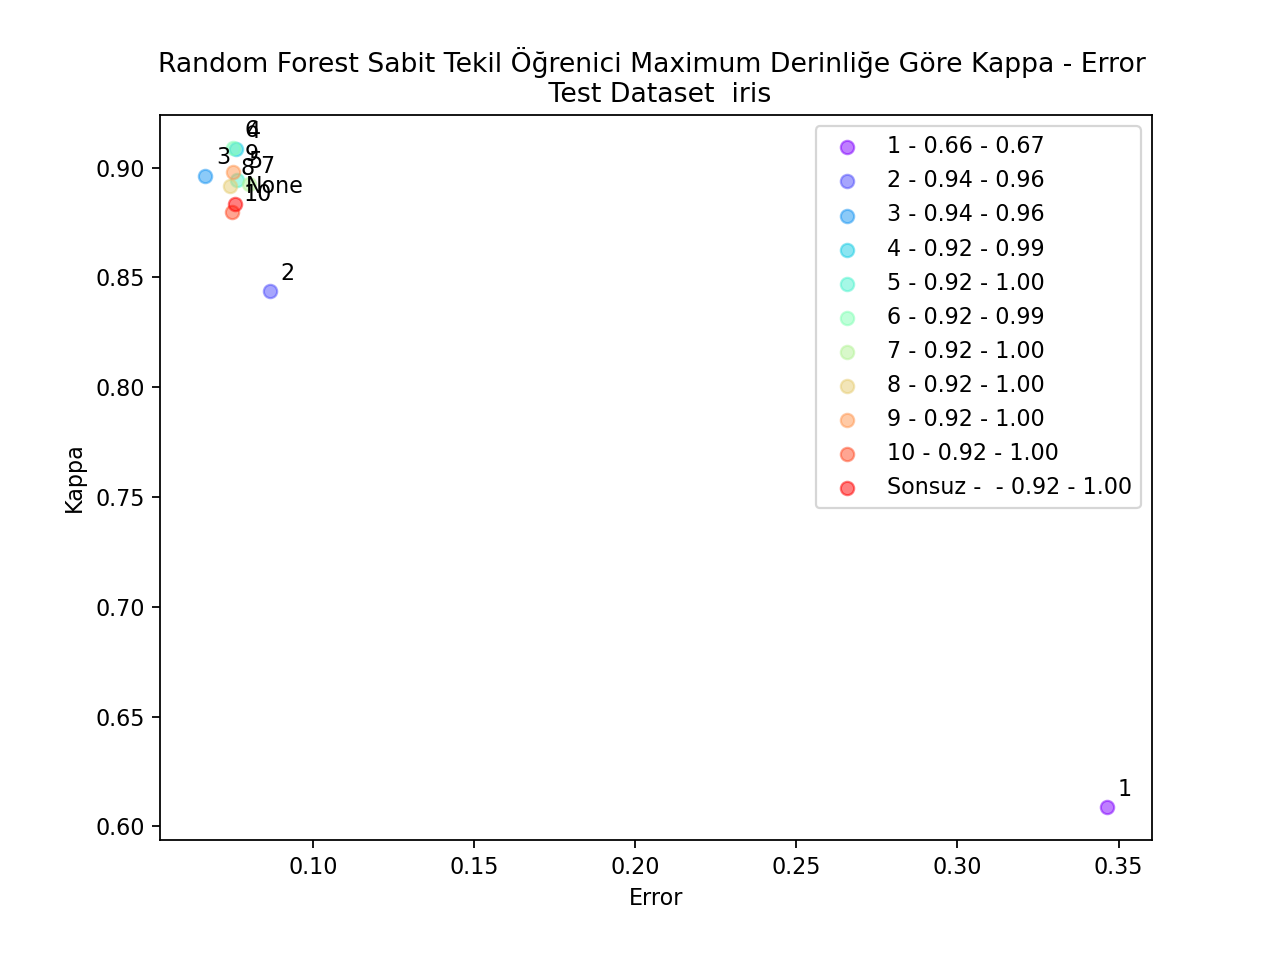 Random Forest Sabit Tekil Öğrenici Maximum Derinliğe Göre Kappa - Error
Test Dataset  iris
1 - 0.66 - 0.67
2 - 0.94 - 0.96
3 - 0.94 - 0.96
4 - 0.92 - 0.99
5 - 0.92 - 1.00
6 - 0.92 - 0.99
7 - 0.92 - 1.00
8 - 0.92 - 1.00
9 - 0.92 - 1.00
10 - 0.92 - 1.00
Sonsuz -  - 0.92 - 1.00
6
4
3
9
5
8
7
None
10
2
1
Kappa
0.90
0.85
0.80
0.75
0.70
0.65
0.60
0.10
0.15
0.20
0.25
0.30
0.35
Error